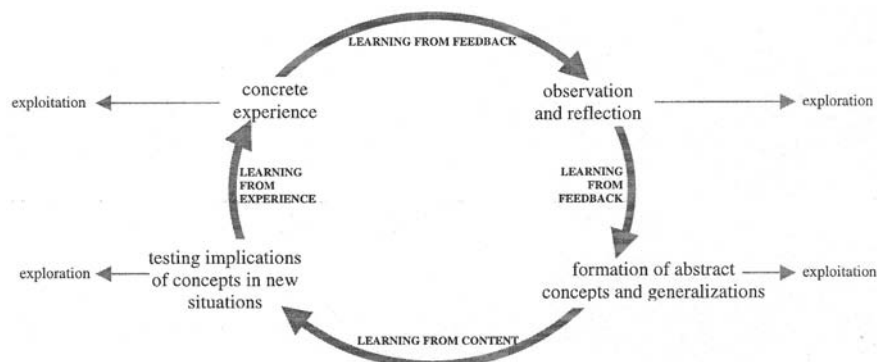 LEARNING FROM FEEDBACK
concrete
experience
observation
and reflection
exploitation
exploration
LEARNING
FROM
EXPERIENCE
LEARNING
FROM
FEEDBACK
testing implications
of concepts in new
situations
exploration
formation of abstract
concepts and generalizations
exploitation
LEARNING FROM CONTENT